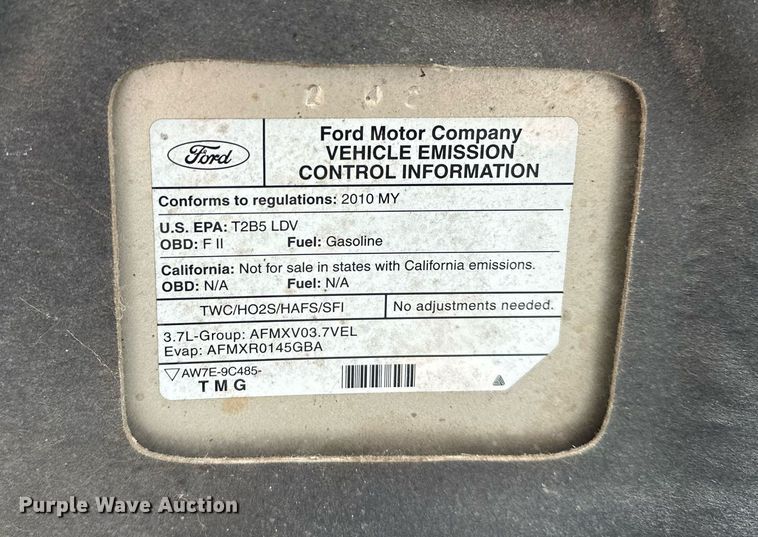 Ford
Ford Motor Company
VEHICLE EMISSION
CONTROL INFORMATION
Conforms to regulations: 2010 MY
U.S. EPA: T2B5 LDV
OBD: F II Fuel: Gasoline
California: Not for sale in states with California emissions.
OBD: N/A Fuel: N/A
TWC/HO2S/HAFS/SFI No adjustments needed.
3.7L-Group: AFMXV03.7VEL
Evap: AFMXR0145GBA
AW7E-9C485-
T M G
Purple Wave Auction